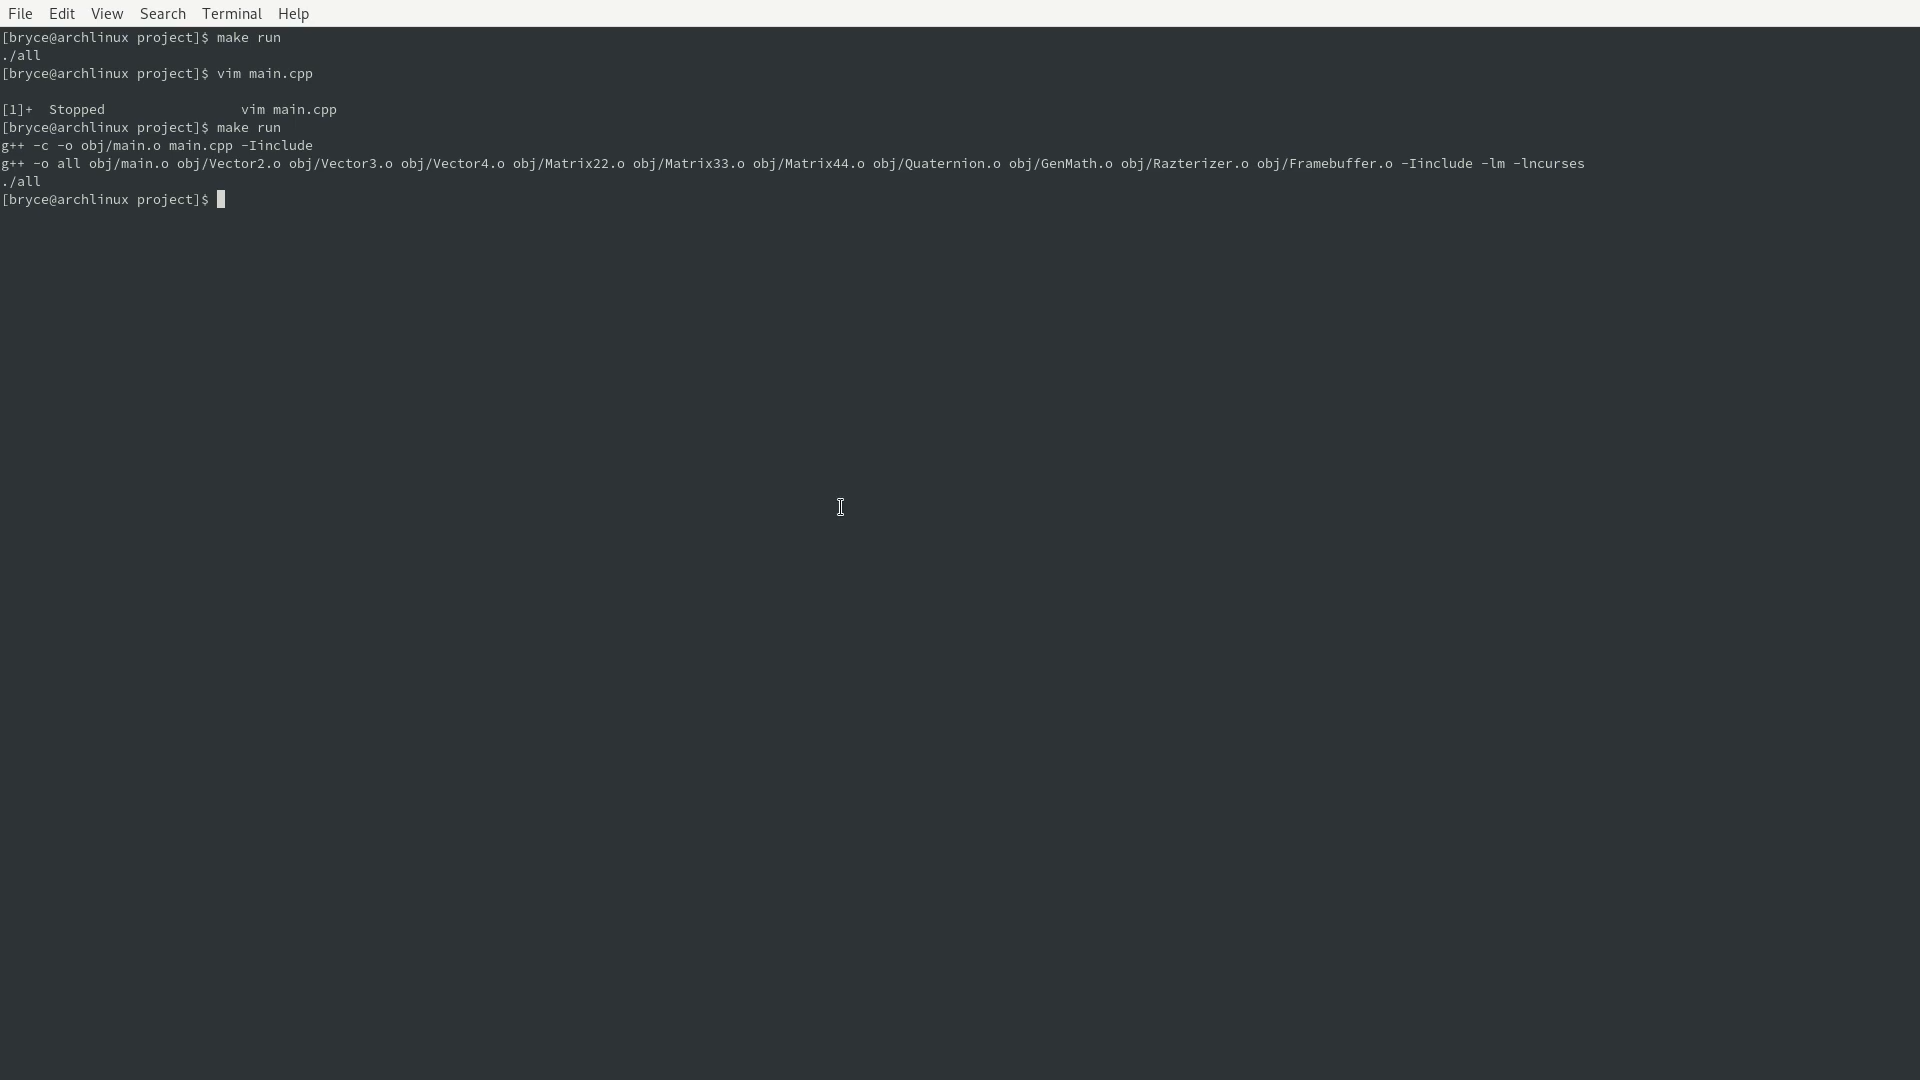 File Edit View Search Terminal Help
[bryce@archlinux project]$ make run
./all
[bryce@archlinux project]$ vim main.cpp
[1]+  Stopped                 vim main.cpp
[bryce@archlinux project]$ make run
g++ -c -o obj/main.o main.cpp -Iinclude
g++ -o all obj/main.o obj/Vector2.o obj/Vector3.o obj/Vector4.o obj/Matrix22.o obj/Matrix33.o obj/Matrix44.o obj/Quaternion.o obj/GenMath.o obj/Razterizer.o obj/Framebuffer.o -Iinclude -lm -lncurses
./all
[bryce@archlinux project]$